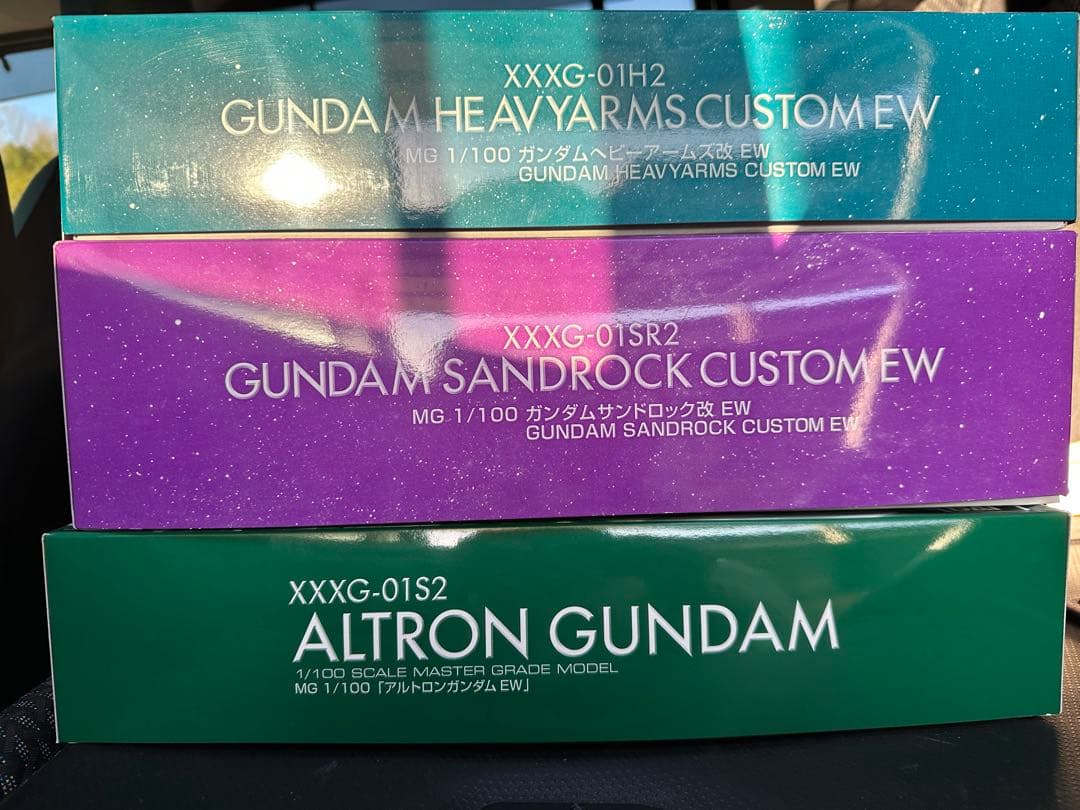 XXXG-01H2
GUNDAM HEAVYARMS CUSTOM EW
MG 1/100 ガンダムヘビーアームズ改 EW
GUNDAM HEAVYARMS CUSTOM EW
XXXG-01SR2
GUNDAM SANDROCK CUSTOM EW
MG 1/100 ガンダムサンドロック改 EW
GUNDAM SANDROCK CUSTOM EW
XXXG-01S2
ALTRON GUNDAM
1/100 SCALE MASTER GRADE MODEL
MG 1/100「アルトロンガンダム EW」